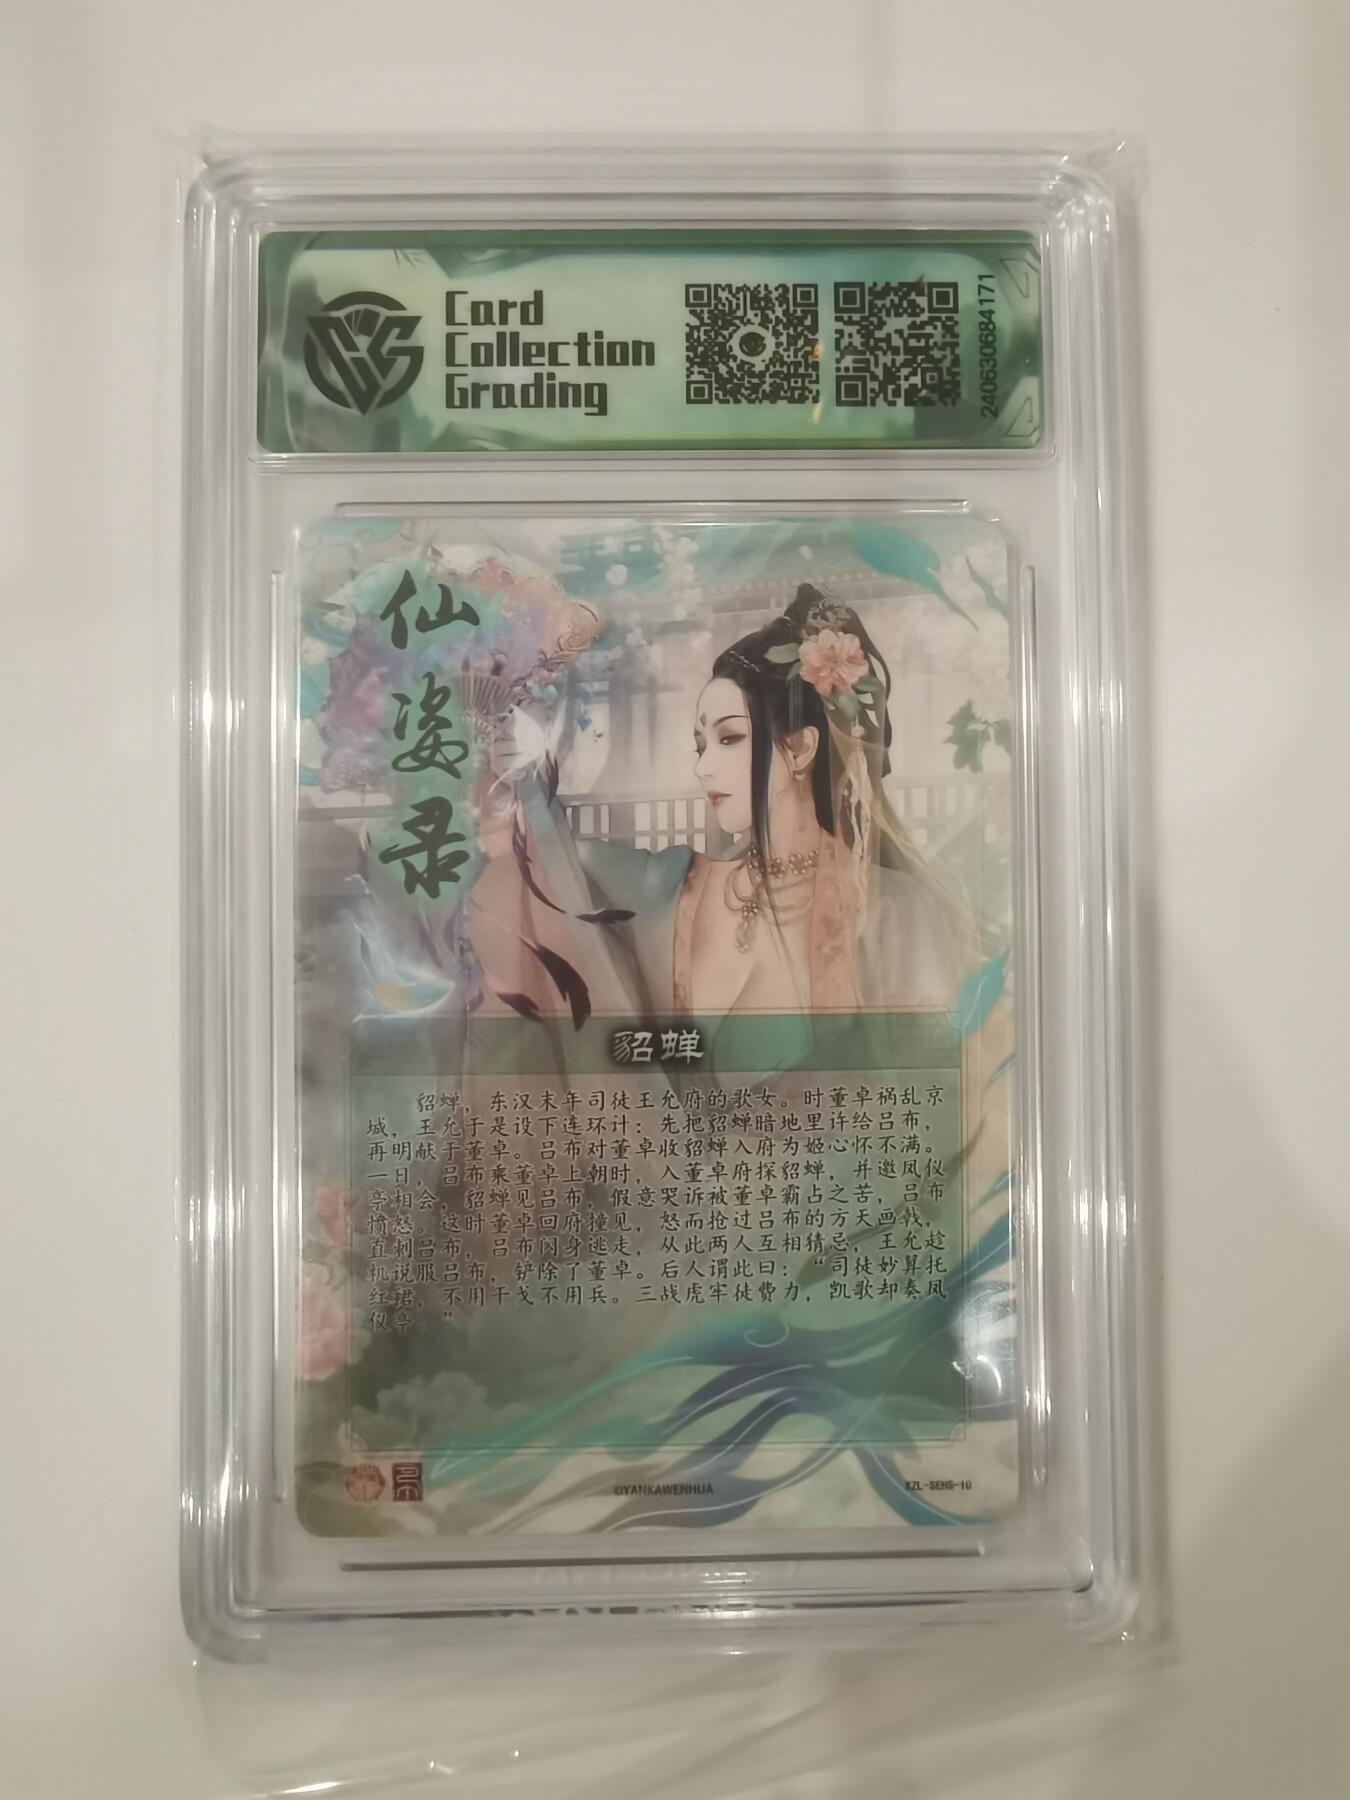 Card
Collection
Grading
2406630684171
仙姿录
貂蝉
貂蝉，东汉末年司徒王允府的歌女。时董卓祸乱京
城，王允于是设下连环计：先把貂蝉暗地里许给吕布，
再明献于董卓。吕布对董卓收貂蝉入府为姬心怀不满。
一日，吕布乘董卓上朝时，入董卓府探貂蝉，并邀凤仪
亭相会，貂蝉见吕布，假意哭诉被董卓霸占之苦，吕布
愤怒。这时董卓回府撞见，怒而抢过吕布的方天画戟，
直刺吕布，吕布闪身逃走，从此两人互相猜忌，王允趁
机说服吕布，铲除了董卓。后人谓此曰：“司徒妙算托
红裙，不用干戈不用兵。三战虎牢徒费力，凯歌却奏凤
仪亭。”
©YANKAWENHUA
XZL-SEHS-10